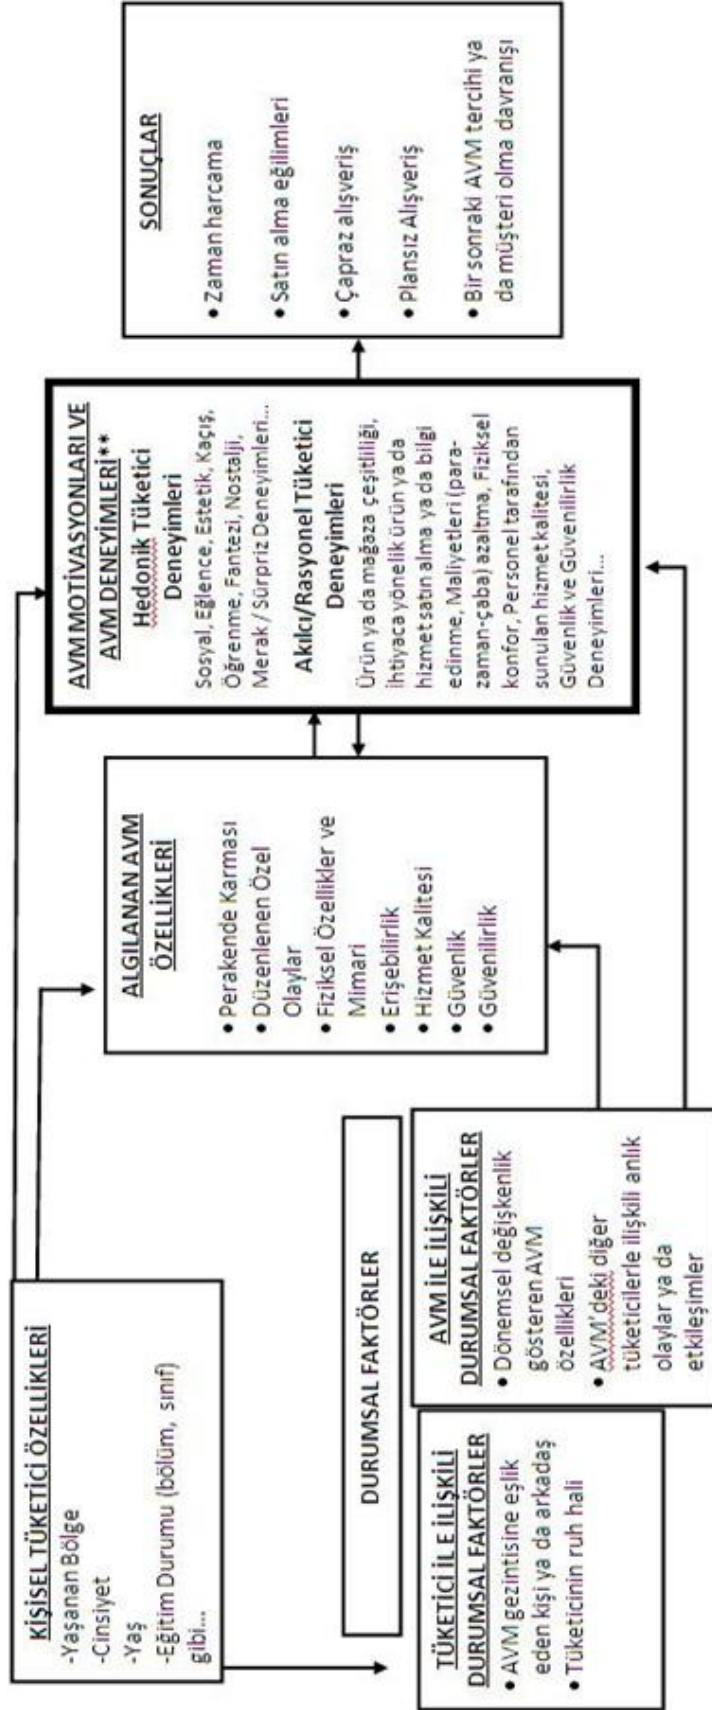 KİŞİSEL TÜKETİCİ ÖZELLİKLERİ
-Yaşanan Bölge
-Cinsiyet
-Yaş
-Eğitim Durumu (bölüm, sınıf)
gibi...
DURUMSAL FAKTÖRLER
TÜKETİCİ İLE İLİŞKİLİ
DURUMSAL FAKTÖRLER
• AVM gezintisine eşlik
eden kişi ya da arkadaş
• Tüketicinin ruh hali
AVM İLE İLİŞKİLİ
DURUMSAL FAKTÖRLER
• Dönemsel değişkenlik
gösteren AVM
özellikleri
• AVM'deki diğer
tüketicilerle ilişkili anlık
olaylar ya da
etkileşimler
ALGILANAN AVM
ÖZELLİKLERİ
• Perakende Karması
• Düzenlenen Özel
Olaylar
• Fiziksel Özellikler ve
Mimari
• Erişebilirlik
• Hizmet Kalitesi
• Güvenlik
• Güvenilirlik
AVM MOTİVASYONLARI VE
AVM DENEYİMLERİ**
Hedonik Tüketici
Deneyimleri
Sosyal, Eğlence, Estetik, Kaçış,
Öğrenme, Fantezi, Nostalji,
Merak / Sürpriz Deneyimleri...
Akılcı/Rasyonel Tüketici
Deneyimleri
Ürün ya da mağaza çeşitliliği,
ihtiyaca yönelik ürün ya da
hizmet satın alma ya da bilgi
edinme, Maliyetleri (para-
zaman-çaba) azaltma, Fiziksel
konfor, Personel tarafından
sunulan hizmet kalitesi,
Güvenlik ve Güvenilirlik
Deneyimleri...
SONUÇLAR
• Zaman harcama
• Satın alma eğilimleri
• Çapraz alışveriş
• Plansız Alışveriş
• Bir sonraki AVM tercihi ya
da müşteri olma davranışı